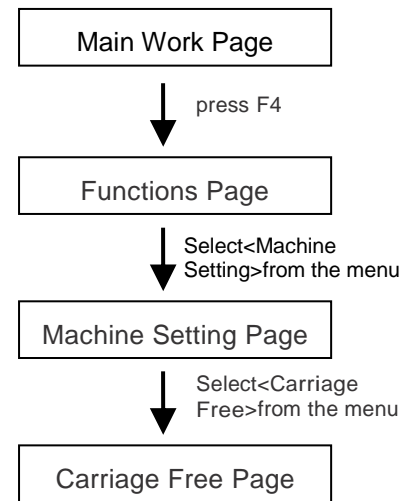 Main Work Page
press F4
Functions Page
Select<Machine
Setting>from the menu
Machine Setting Page
Select<Carriage
Free>from the menu
Carriage Free Page